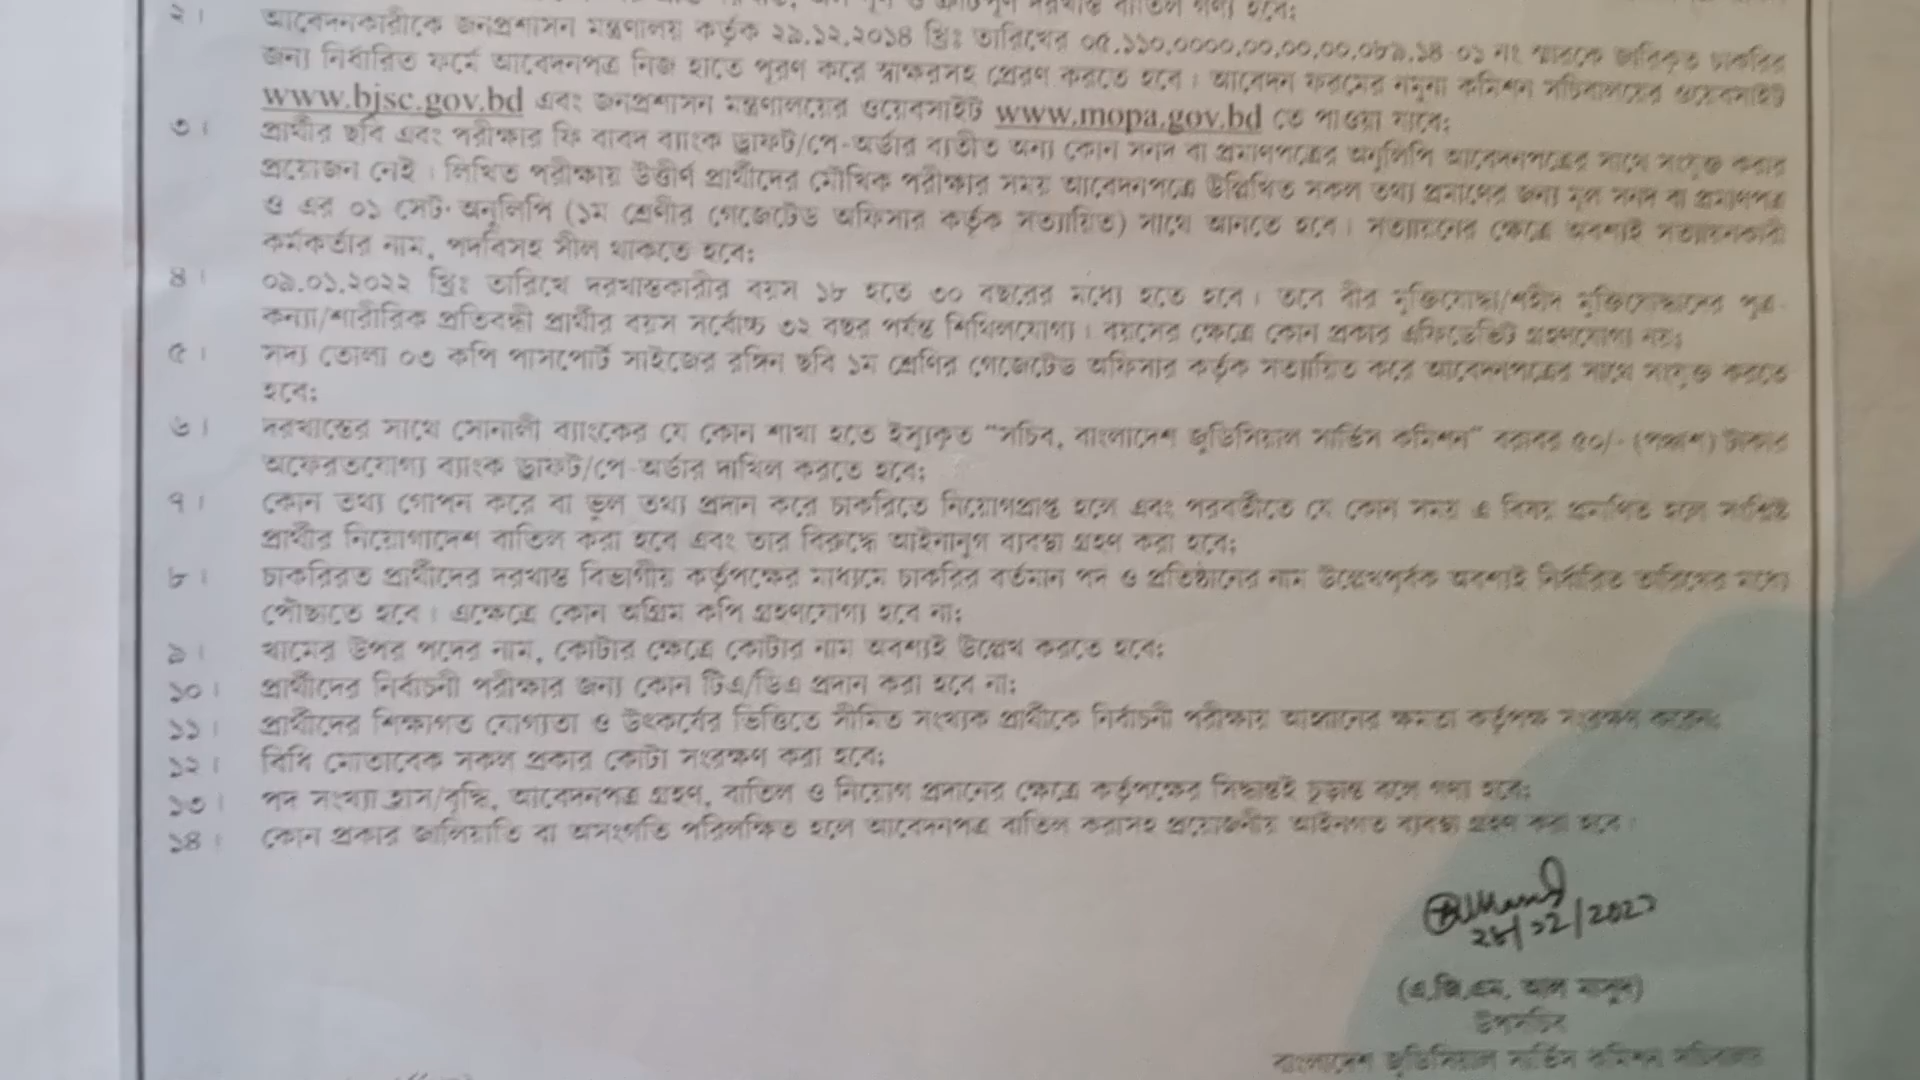 ২। আবেদনকারীকে জনপ্রশাসন মন্ত্রণালয় কর্তৃক ২৯.১২.২০১৪ খ্রিঃ তারিখের নং স্মারকে জারিকৃত চাকরির
জন্য নির্ধারিত ফর্মে আবেদনপত্র নিজ হাতে পূরণ করে স্বাক্ষরসহ প্রেরণ করতে হবে। আবেদন ফরমের নমুনা কমিশন সচিবালয়ের ওয়েবসাইট
www.bjsc.gov.bd এবং জনপ্রশাসন মন্ত্রণালয়ের ওয়েবসাইট www.mopa.gov.bd তে পাওয়া যাবে;
৩। প্রার্থীর ছবি এবং পরীক্ষার ফি বাবদ ব্যাংক ড্রাফট/পে-অর্ডার ব্যতীত অন্য কোন সনদ বা প্রমাণপত্রের অনুলিপি আবেদনপত্রের সাথে সংযুক্ত করার
প্রয়োজন নেই। লিখিত পরীক্ষায় উত্তীর্ণ প্রার্থীদের মৌখিক পরীক্ষার সময় আবেদনপত্রে উল্লিখিত সকল তথ্য প্রমাণের জন্য মূল সনদ বা প্রমাণপত্র
ও এর ০১ সেট অনুলিপি (১ম শ্রেণীর গেজেটেড অফিসার কর্তৃক সত্যায়িত) সাথে আনতে হবে। সত্যায়নের ক্ষেত্রে অবশ্যই সত্যায়নকারী
কর্মকর্তার নাম, পদবিসহ সীল থাকতে হবে;
৪। ০৯.০১.২০২২ খ্রিঃ তারিখে দরখাস্তকারীর বয়স ১৮ হতে ৩০ বছরের মধ্যে হতে হবে। তবে বীর মুক্তিযোদ্ধা/শহীদ মুক্তিযোদ্ধাদের পুত্র-
কন্যা/শারীরিক প্রতিবন্ধী প্রার্থীর বয়স সর্বোচ্চ ৩২ বছর পর্যন্ত শিথিলযোগ্য। বয়সের ক্ষেত্রে কোন প্রকার এফিডেভিট গ্রহণযোগ্য নয়;
৫। সদ্য তোলা ০৩ কপি পাসপোর্ট সাইজের রঙ্গিন ছবি ১ম শ্রেণির গেজেটেড অফিসার কর্তৃক সত্যায়িত করে আবেদনপত্রের সাথে সংযুক্ত করতে
হবে;
৬। দরখাস্তের সাথে সোনালী ব্যাংকের যে কোন শাখা হতে ইস্যুকৃত “সচিব, বাংলাদেশ জুডিসিয়াল সার্ভিস কমিশন” বরাবর ৫০/- (পঞ্চাশ) টাকার
অফেরতযোগ্য ব্যাংক ড্রাফট/পে-অর্ডার দাখিল করতে হবে;
৭। কোন তথ্য গোপন করে বা ভুল তথ্য প্রদান করে চাকরিতে নিয়োগপ্রাপ্ত হলে এবং পরবর্তীতে যে কোন সময় এ বিষয় প্রমাণিত হলে সংশ্লিষ্ট
প্রার্থীর নিয়োগাদেশ বাতিল করা হবে এবং তার বিরুদ্ধে আইনানুগ ব্যবস্থা গ্রহণ করা হবে;
৮। চাকরিরত প্রার্থীদের দরখাস্ত বিভাগীয় কর্তৃপক্ষের মাধ্যমে চাকরির বর্তমান পদ ও প্রতিষ্ঠানের নাম উল্লেখপূর্বক অবশ্যই নির্ধারিত তারিখের মধ্যে
পৌঁছাতে হবে। এক্ষেত্রে কোন অগ্রিম কপি গ্রহণযোগ্য হবে না;
৯। খামের উপর পদের নাম, কোটার ক্ষেত্রে কোটার নাম অবশ্যই উল্লেখ করতে হবে;
১০। প্রার্থীদের নির্বাচনী পরীক্ষার জন্য কোন টিএ/ডিএ প্রদান করা হবে না;
১১। প্রার্থীদের শিক্ষাগত যোগ্যতা ও উৎকর্ষের ভিত্তিতে সীমিত সংখ্যক প্রার্থীকে নির্বাচনী পরীক্ষায় আহ্বানের ক্ষমতা কর্তৃপক্ষ সংরক্ষণ করেন;
১২। বিধি মোতাবেক সকল প্রকার কোটা সংরক্ষণ করা হবে;
১৩। পদ সংখ্যা হ্রাস/বৃদ্ধি, আবেদনপত্র গ্রহণ, বাতিল ও নিয়োগ প্রদানের ক্ষেত্রে কর্তৃপক্ষের সিদ্ধান্তই চূড়ান্ত বলে গণ্য হবে;
১৪। কোন প্রকার জালিয়াতি বা অসংগতি পরিলক্ষিত হলে আবেদনপত্র বাতিল করাসহ প্রয়োজনীয় আইনগত ব্যবস্থা গ্রহণ করা হবে।
(এ.জি.এম. আল মাসুদ)
উপসচিব
বাংলাদেশ জুডিসিয়াল সার্ভিস কমিশন সচিবালয়